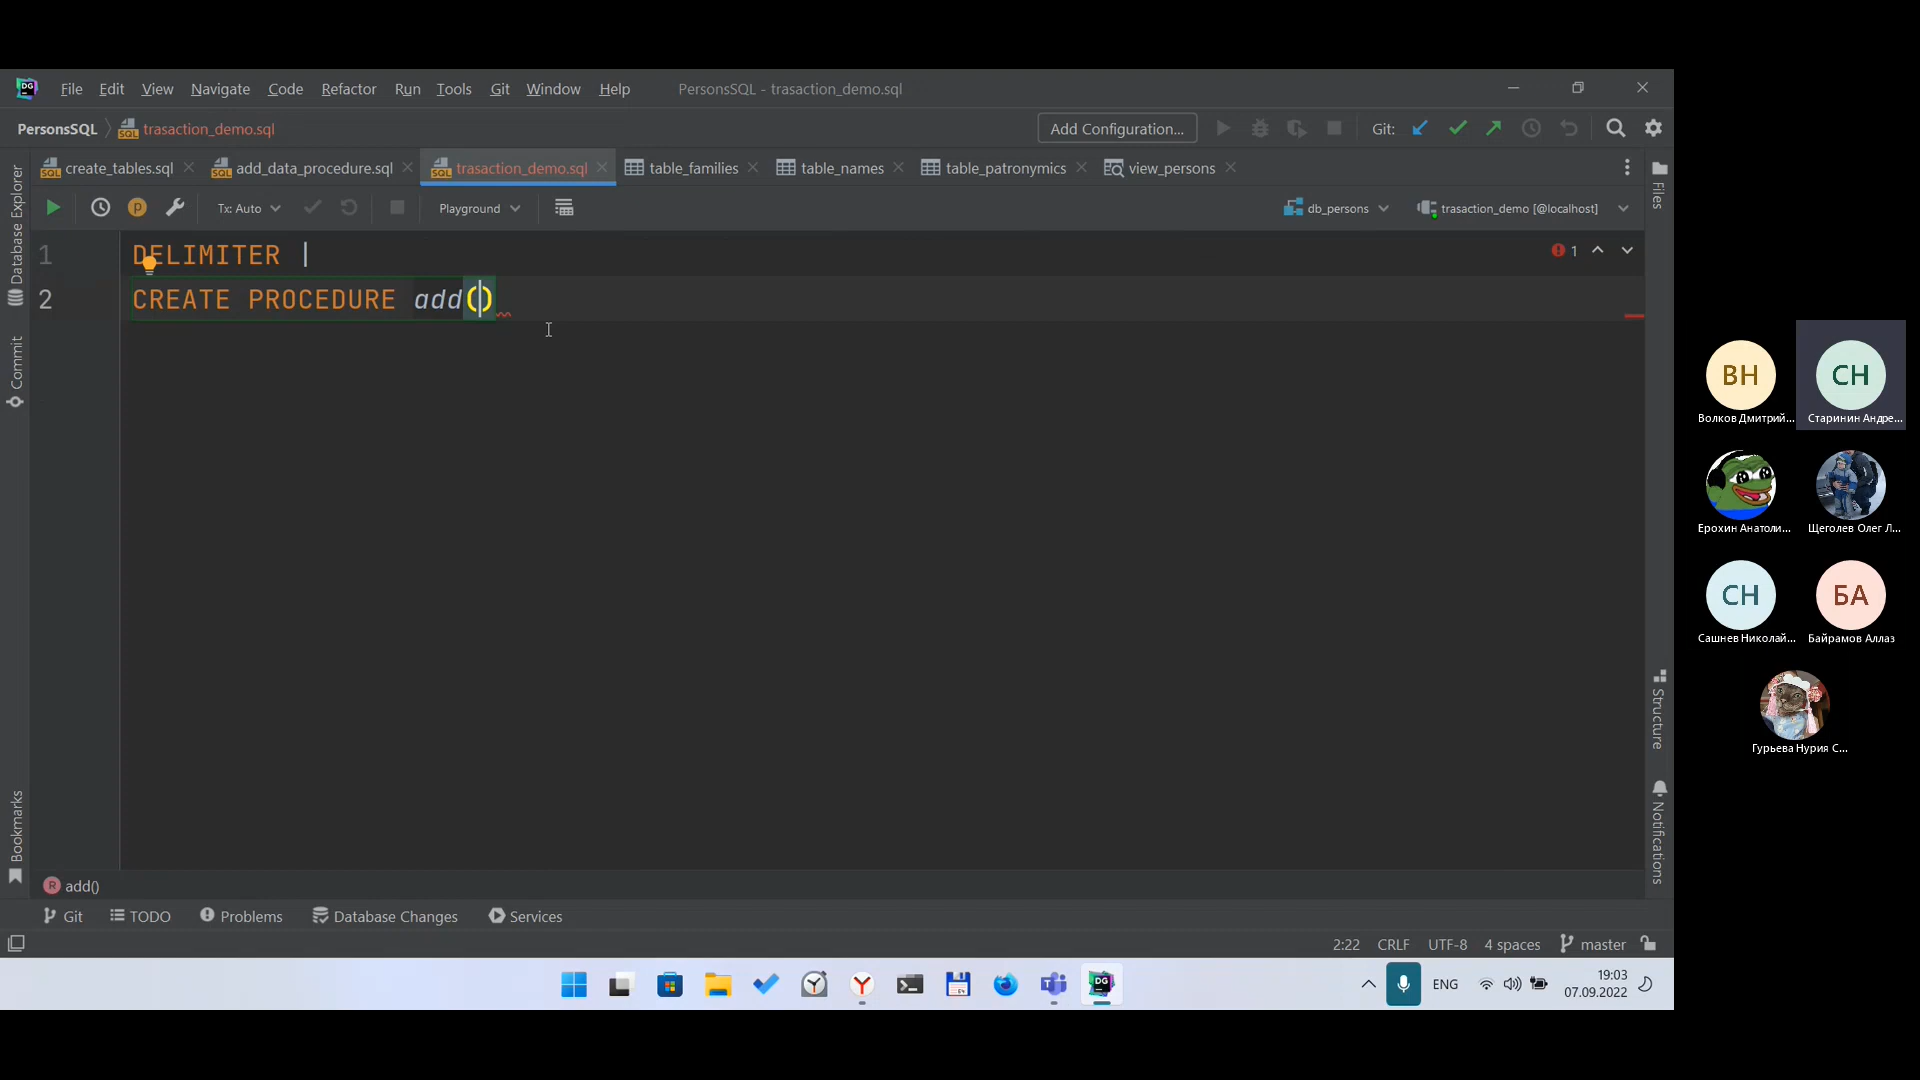 DG
File Edit View Navigate Code Refactor Run Tools Git Window Help PersonsSQL - trasaction_demo.sql
PersonsSQL trasaction_demo.sql Add Configuration... Git:
create_tables.sql add_data_procedure.sql trasaction_demo.sql table_families table_names table_patronymics view_persons
Tx: Auto Playground db_persons trasaction_demo [@localhost]
1 DELIMITER | 1
2 CREATE PROCEDURE add()
Database Explorer
Commit
Bookmarks
Files
Structure
Notifications
R add()
Git TODO Problems Database Changes Services
2:22 CRLF UTF-8 4 spaces master
ENG 19:03
07.09.2022
ВН СН
Волков Дмитрий... Старинин Андре...
Ерохин Анатоли... Щеголев Олег Л...
СН БА
Сашнев Николай... Байрамов Аллаз
Гурьева Нурия С...